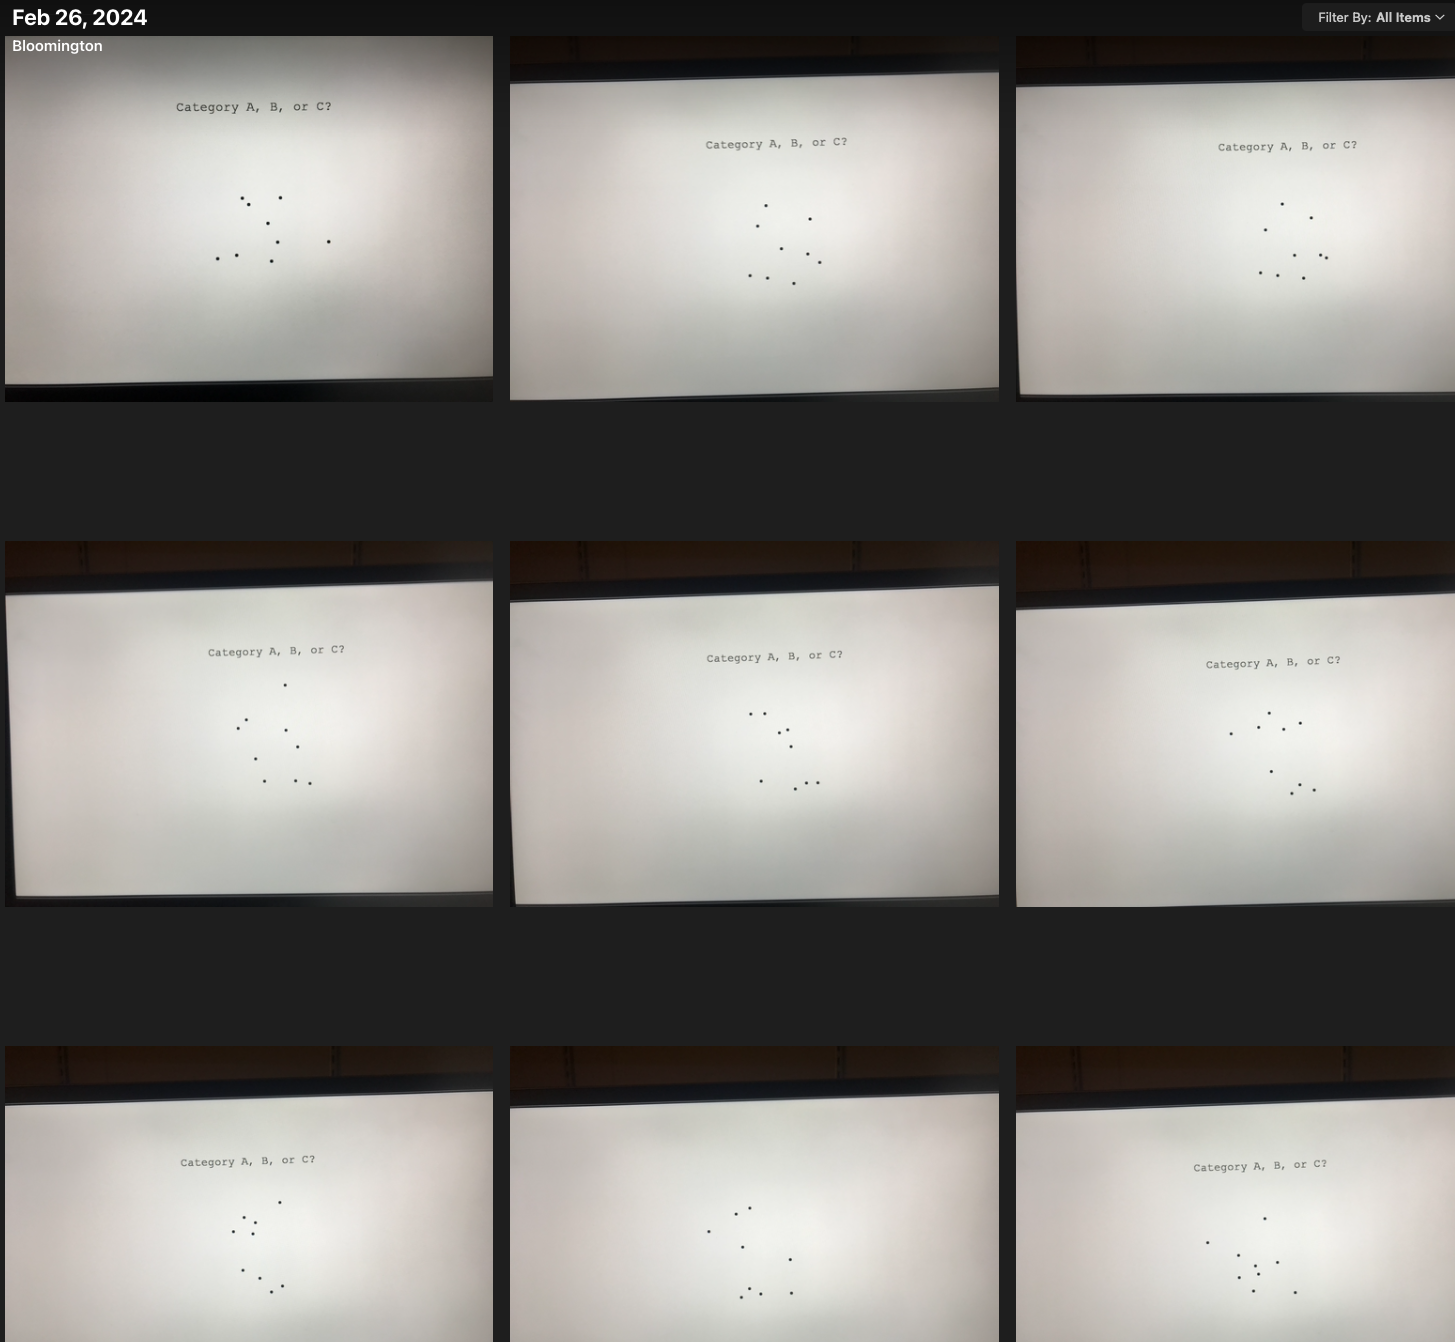 Feb 26, 2024
Filter By: All Items
Bloomington
Category A, B, or C?
Category A, B, or C?
Category A, B, or C?
Category A, B, or C?
Category A, B, or C?
Category A, B, or C?
Category A, B, or C?
Category A, B, or C?